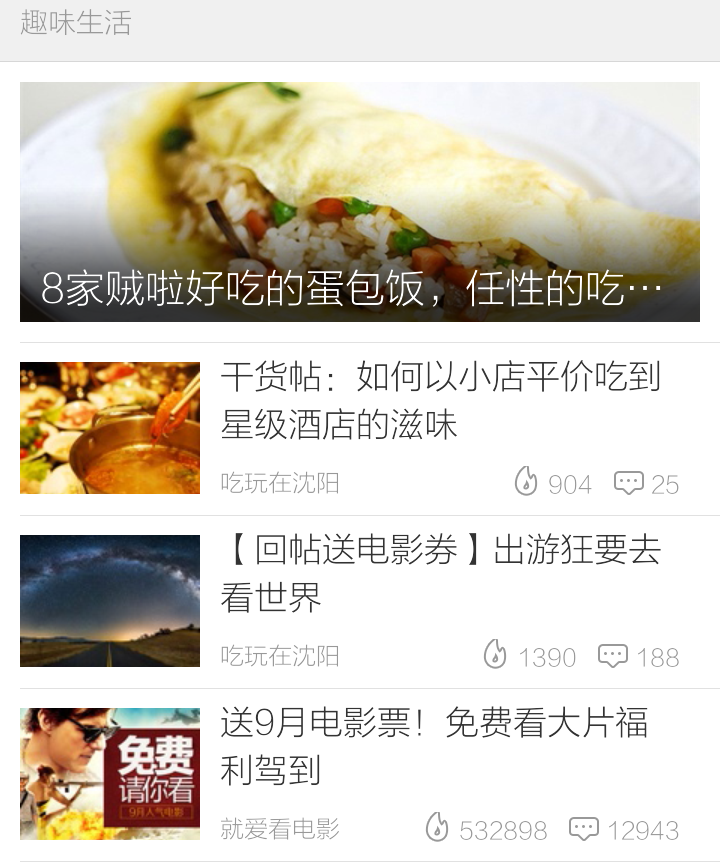 趣味生活
8家贼啦好吃的蛋包饭，任性的吃…
干货帖：如何以小店平价吃到
星级酒店的滋味
吃玩在沈阳
904
25
【回帖送电影券】出游狂要去
看世界
吃玩在沈阳
1390
188
送9月电影票！免费看大片福
利驾到
免费
请你看
9月人气电影
就爱看电影
532898
12943